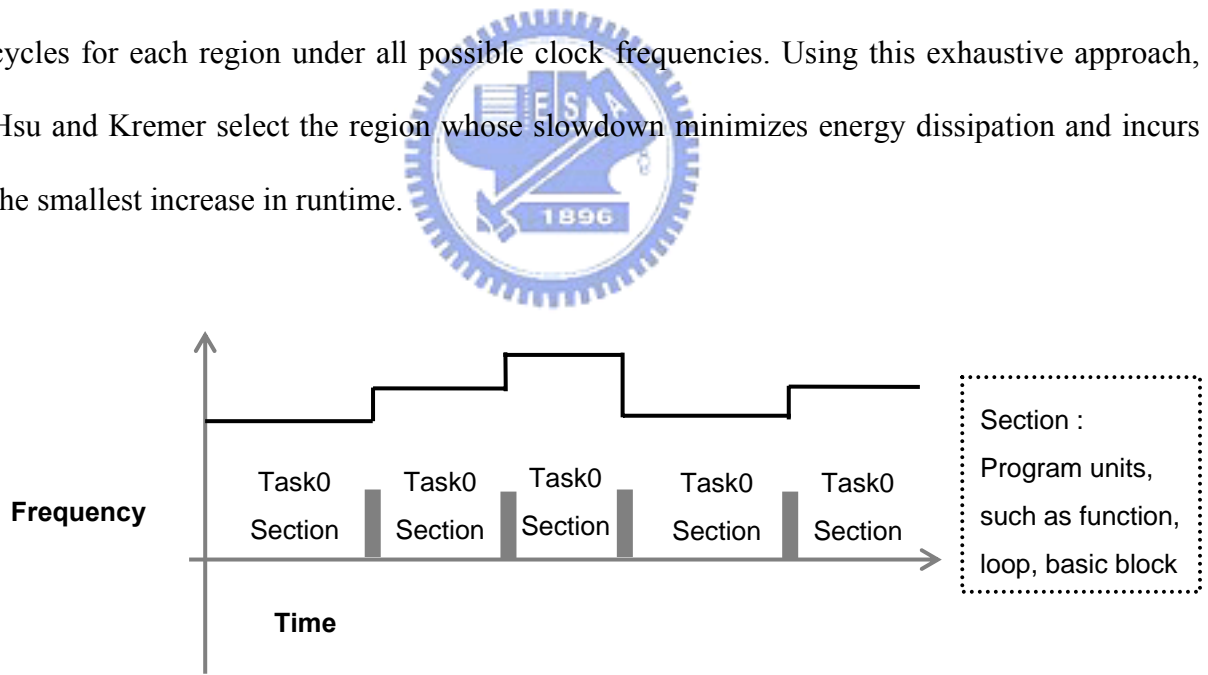 cycles for each region under all possible clock frequencies. Using this exhaustive approach,
Hsu and Kremer select the region whose slowdown minimizes energy dissipation and incurs
the smallest increase in runtime.
E S A
1896
Section :
Program units,
such as function,
loop, basic block
Task0
Section
Task0
Section
Task0
Section
Task0
Section
Task0
Section
Frequency
Time